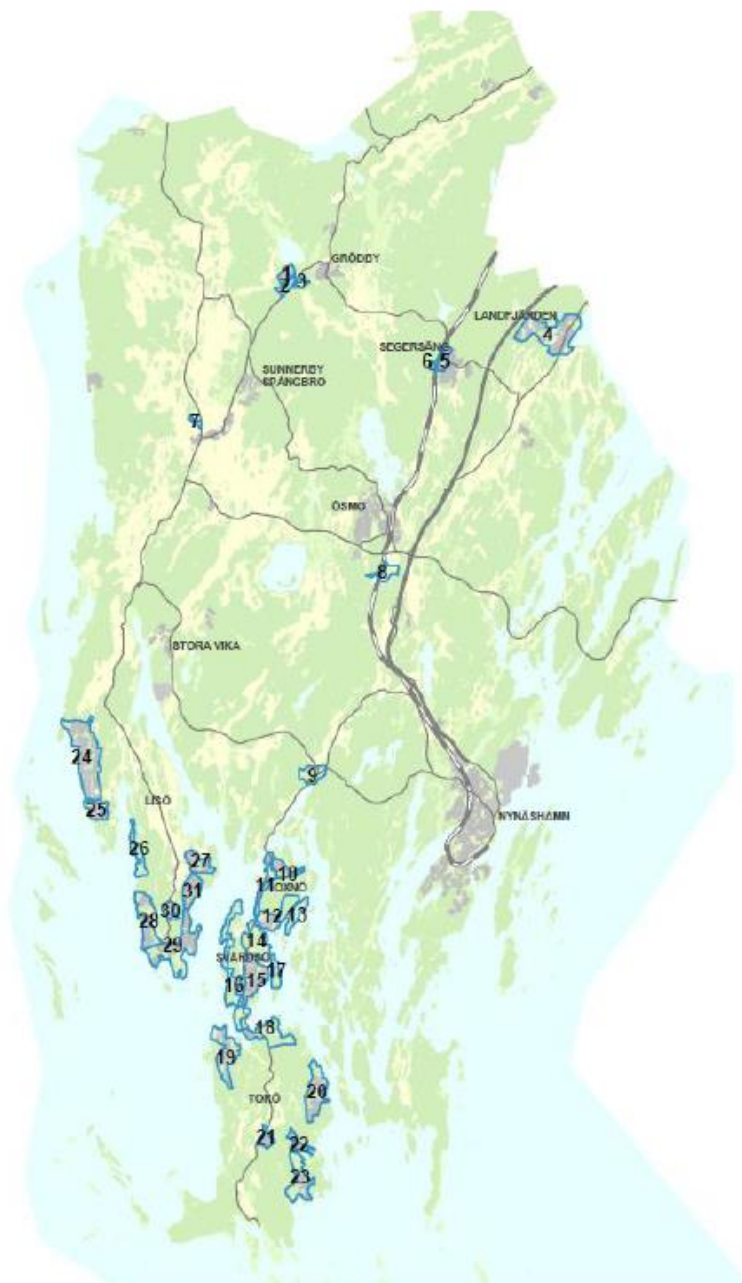 1
2
3
GRÖDBY
LANDFJÄRDEN
4
SEGERSÄNG
6
5
SUNNERBY
SPÅNGBRO
7
ÖSMO
8
STORA VIKA
24
9
25
LISÖ
NYNÄSHAMN
26
27
10
11
OXNÖ
31
30
28
12
13
29
14
SVÄRDSÖ
17
15
16
18
19
20
TORÖ
21
22
23